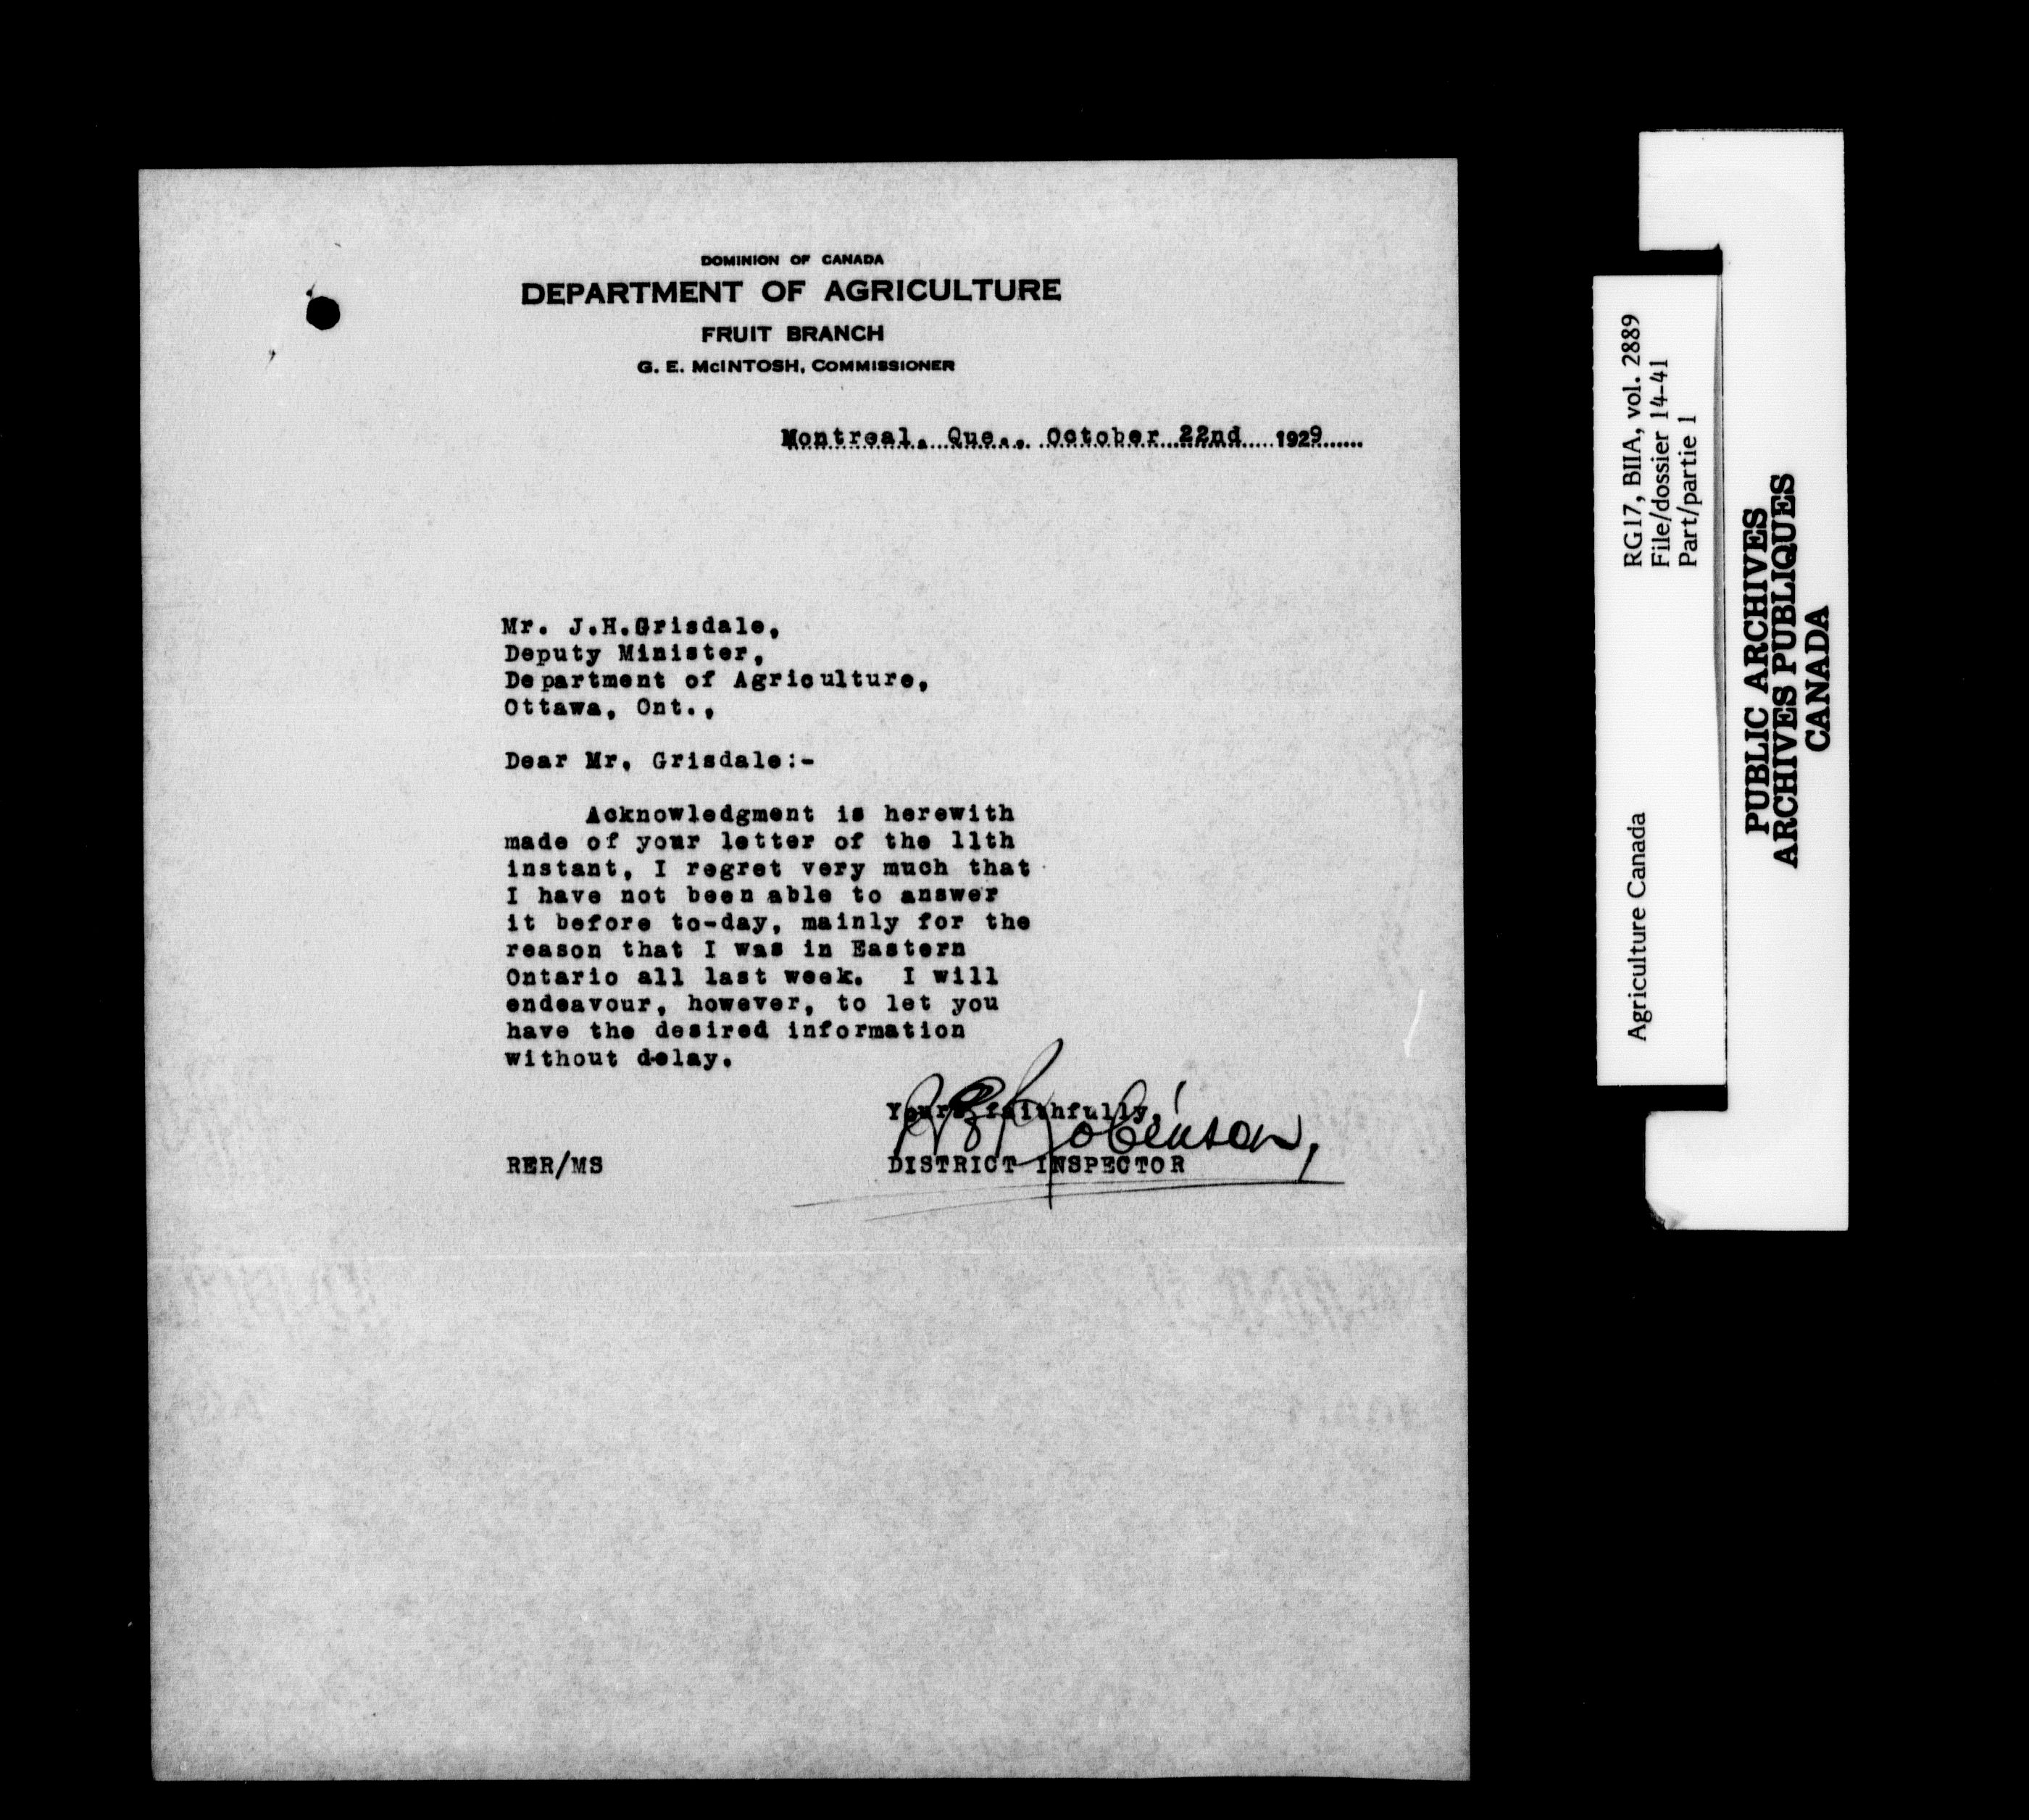 DOMINION OF CANADA
DEPARTMENT OF AGRICULTURE
FRUIT BRANCH
G. E. McINTOSH, COMMISSIONER
Montreal, Que., October 22nd 1929
Mr. J.H.Grisdale,
Deputy Minister,
Department of Agriculture,
Ottawa, Ont.,
Dear Mr. Grisdale:-
Acknowledgment is herewith
made of your letter of the 11th
instant, I regret very much that
I have not been able to answer
it before to-day, mainly for the
reason that I was in Eastern
Ontario all last week. I will
endeavour, however, to let you
have the desired information
without delay.
Yours faithfully,
R E Robinson,
RER/MS DISTRICT INSPECTOR
Agriculture Canada RG17, BIIA, vol. 2889
File/dossier 14-41
Part/partie 1
PUBLIC ARCHIVES
ARCHIVES PUBLIQUES
CANADA